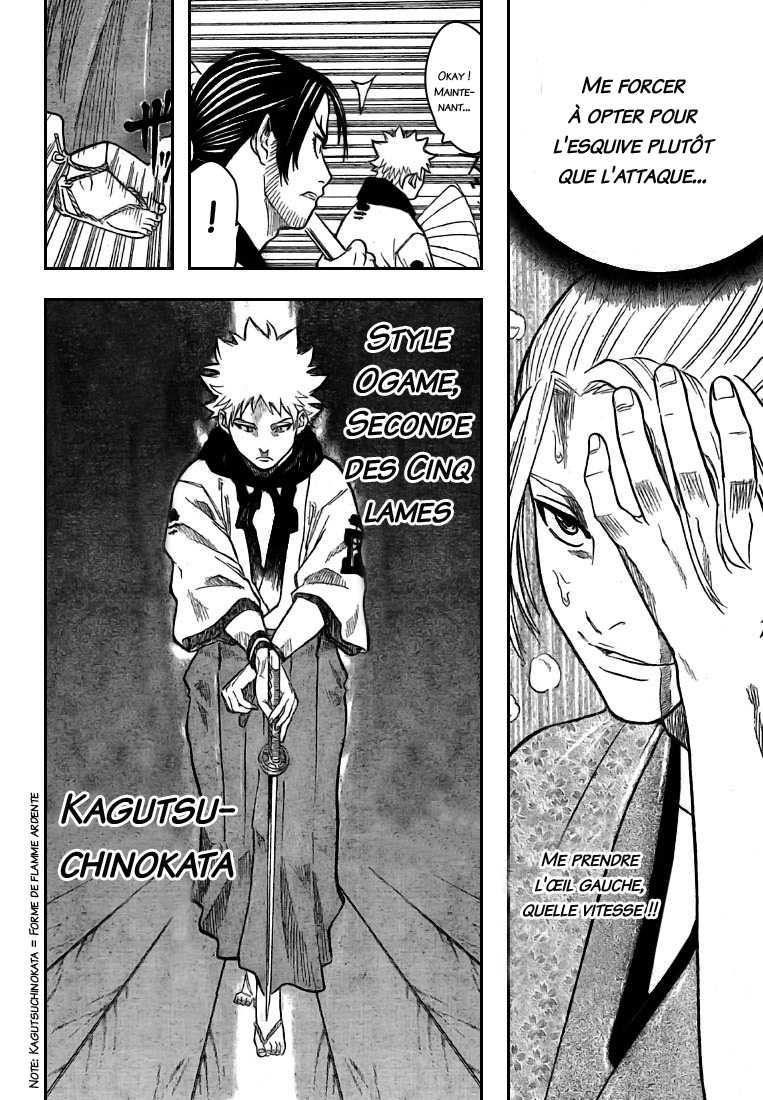 Me forcer
à opter pour
l'esquive plutôt
que l'attaque...
Me prendre
l'œil gauche,
quelle vitesse !!
Okay !
Mainte-
nant...
!
Style
Ogame,
Seconde
des Cinq
lames
Kagutsu-
chinokata
Note: Kagutsuchinokata = Forme de flamme ardente